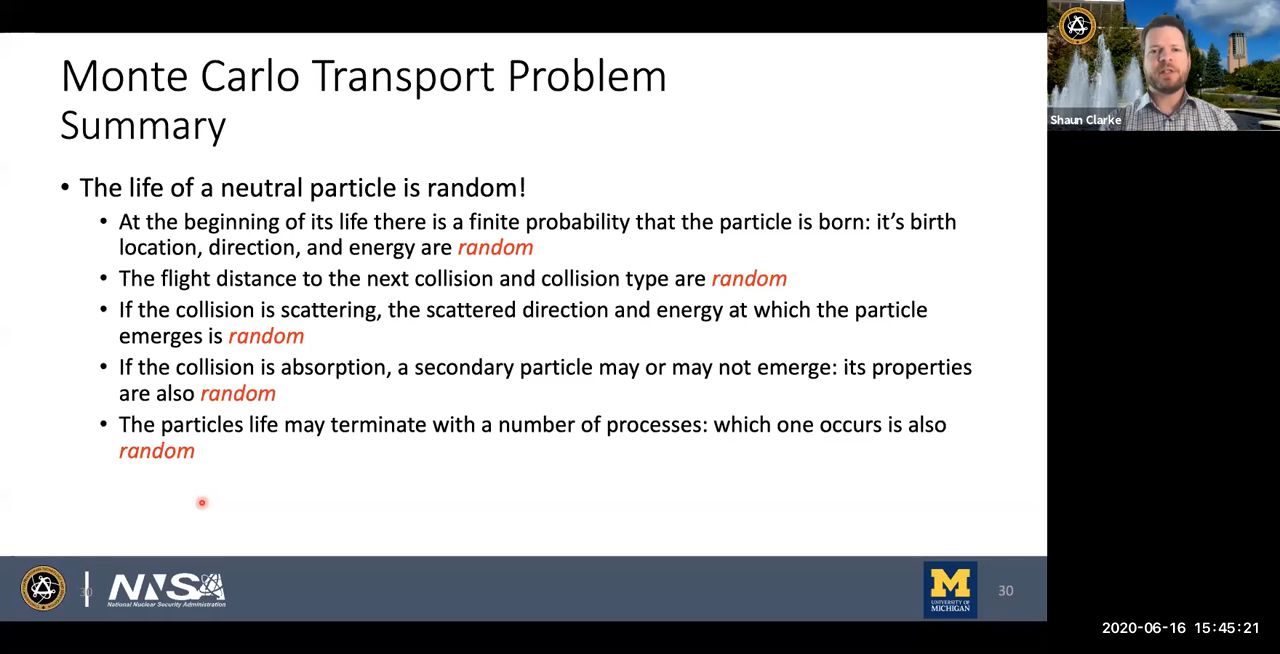 Monte Carlo Transport Problem
Summary
• The life of a neutral particle is random!
• At the beginning of its life there is a finite probability that the particle is born: it’s birth
location, direction, and energy are random
• The flight distance to the next collision and collision type are random
• If the collision is scattering, the scattered direction and energy at which the particle
emerges is random
• If the collision is absorption, a secondary particle may or may not emerge: its properties
are also random
• The particles life may terminate with a number of processes: which one occurs is also
random
Shaun Clarke
30
NNSA
National Nuclear Security Administration
M
UNIVERSITY OF
MICHIGAN
30
2020-06-16 15:45:21